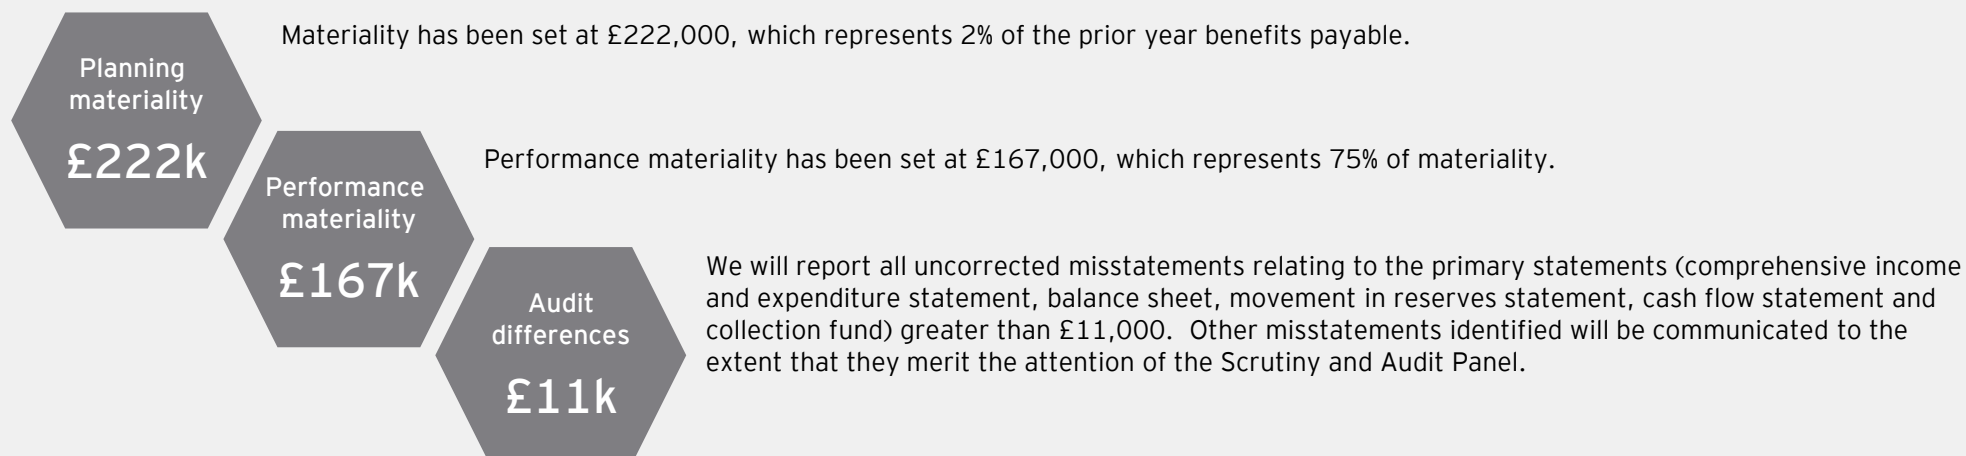 Planning
materiality
£222k
Materiality has been set at £222,000, which represents 2% of the prior year benefits payable.
Performance
materiality
£167k
Performance materiality has been set at £167,000, which represents 75% of materiality.
Audit
differences
£11k
We will report all uncorrected misstatements relating to the primary statements (comprehensive income
and expenditure statement, balance sheet, movement in reserves statement, cash flow statement and
collection fund) greater than £11,000.  Other misstatements identified will be communicated to the
extent that they merit the attention of the Scrutiny and Audit Panel.